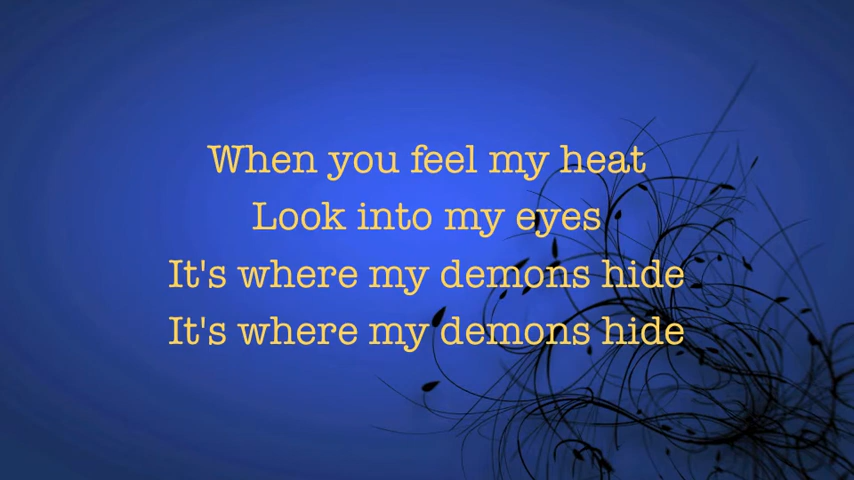 When you feel my heat
Look into my eyes
It's where my demons hide
It's where my demons hide